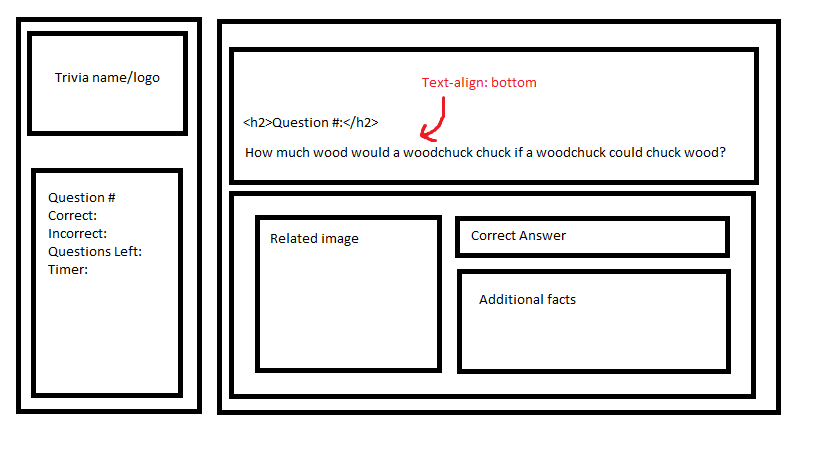 Trivia name/logo
Question #
Correct:
Incorrect:
Questions Left:
Timer:
Text-align: bottom
<h2>Question #:</h2>
How much wood would a woodchuck chuck if a woodchuck could chuck wood?
Related image
Correct Answer
Additional facts